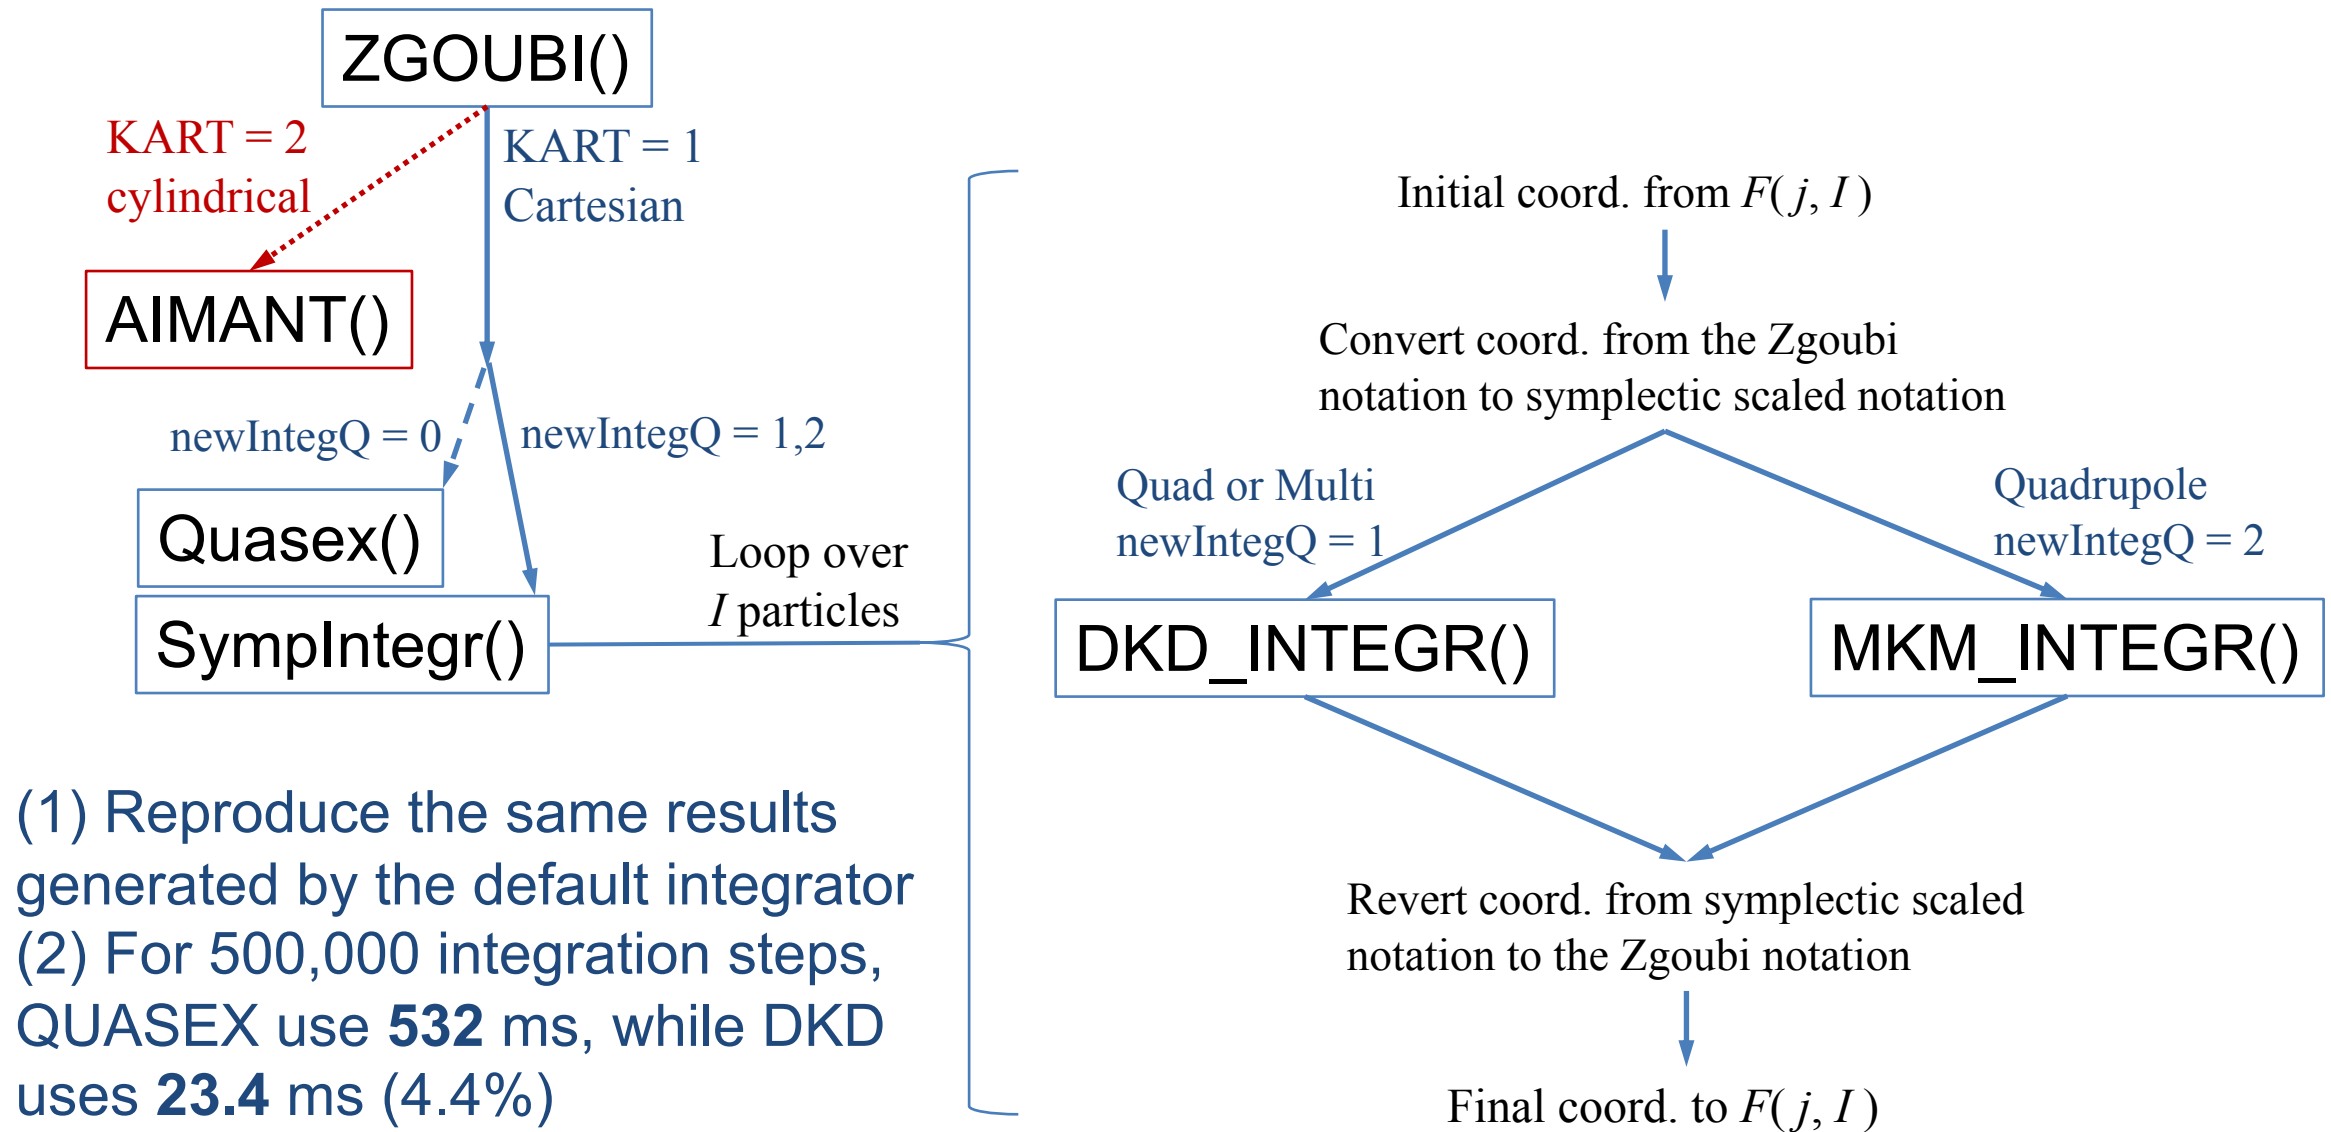 ZGOUBI()
KART = 2
cylindrical
KART = 1
Cartesian
AIMANT()
newIntegQ = 0
newIntegQ = 1,2
Quasex()
SympIntegr()
Loop over
I particles
Initial coord. from F( j, I )
Convert coord. from the Zgoubi
notation to symplectic scaled notation
Quad or Multi
newIntegQ = 1
Quadrupole
newIntegQ = 2
DKD_INTEGR()
MKM_INTEGR()
Revert coord. from symplectic scaled
notation to the Zgoubi notation
Final coord. to F( j, I )
(1) Reproduce the same results
generated by the default integrator
(2) For 500,000 integration steps,
QUASEX use 532 ms, while DKD
uses 23.4 ms (4.4%)